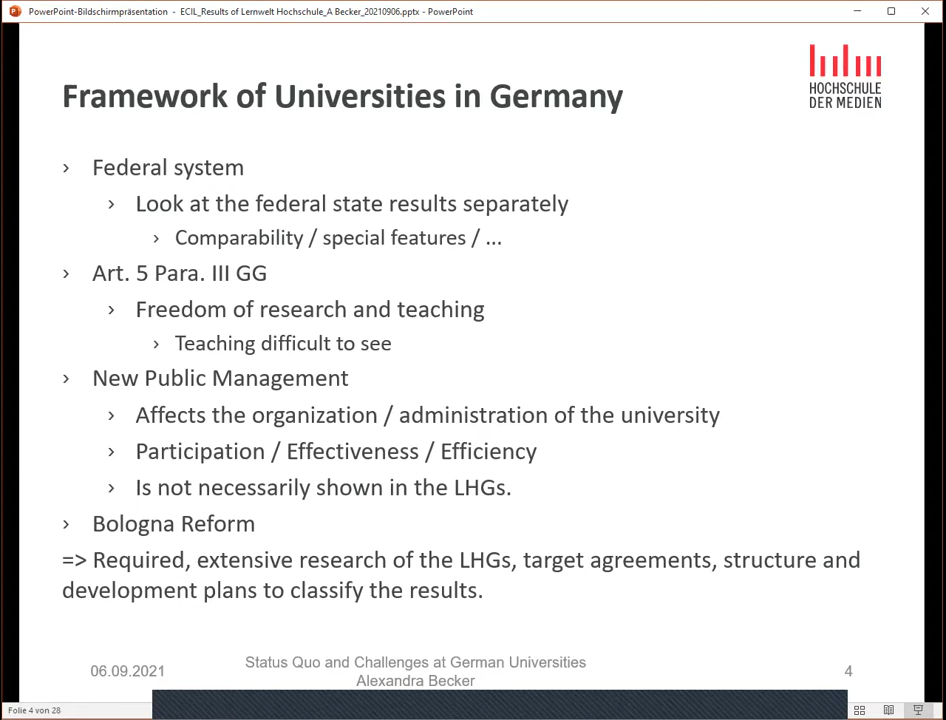 PowerPoint-Bildschirmpräsentation - ECIL_Results of Lernwelt Hochschule_A Becker_20210906.pptx - PowerPoint
HOCHSCHULE
DER MEDIEN
Framework of Universities in Germany
› Federal system
› Look at the federal state results separately
› Comparability / special features / ...
› Art. 5 Para. III GG
› Freedom of research and teaching
› Teaching difficult to see
› New Public Management
› Affects the organization / administration of the university
› Participation / Effectiveness / Efficiency
› Is not necessarily shown in the LHGs.
› Bologna Reform
=> Required, extensive research of the LHGs, target agreements, structure and
development plans to classify the results.
06.09.2021
Status Quo and Challenges at German Universities
Alexandra Becker
4
Folie 4 von 28